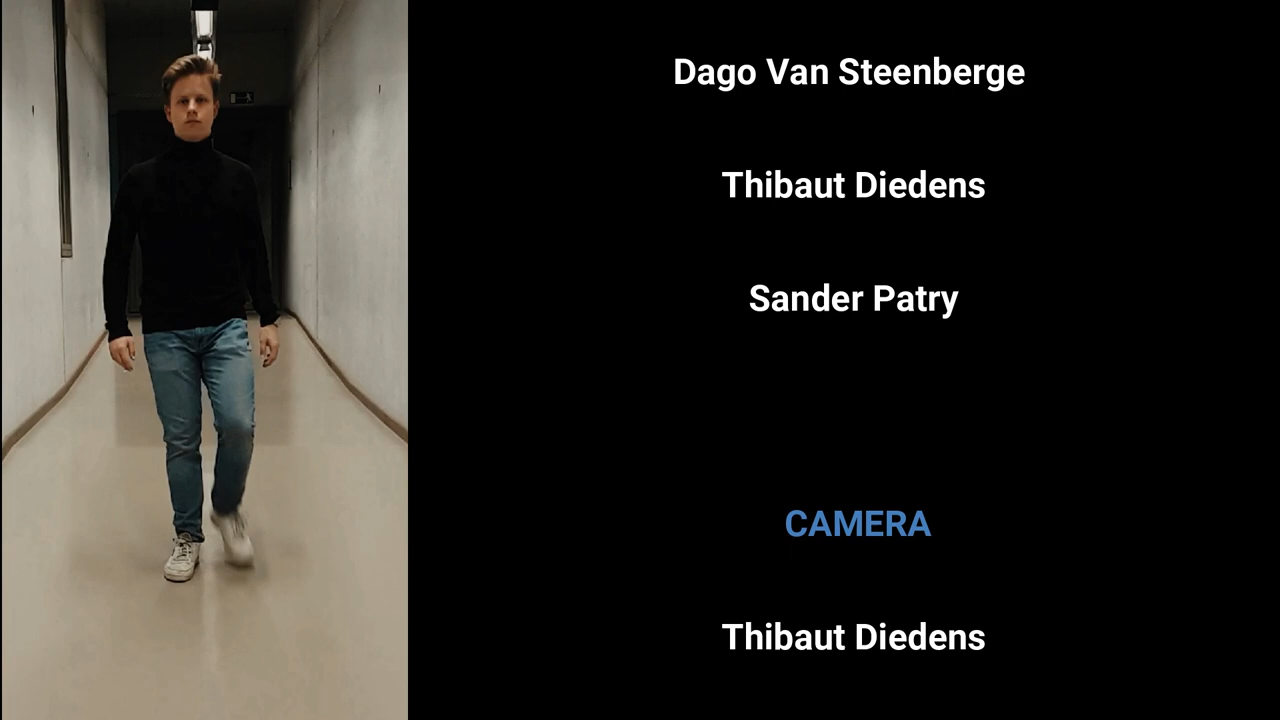 Dago Van Steenberge
Thibaut Diedens
Sander Patry
CAMERA
Thibaut Diedens